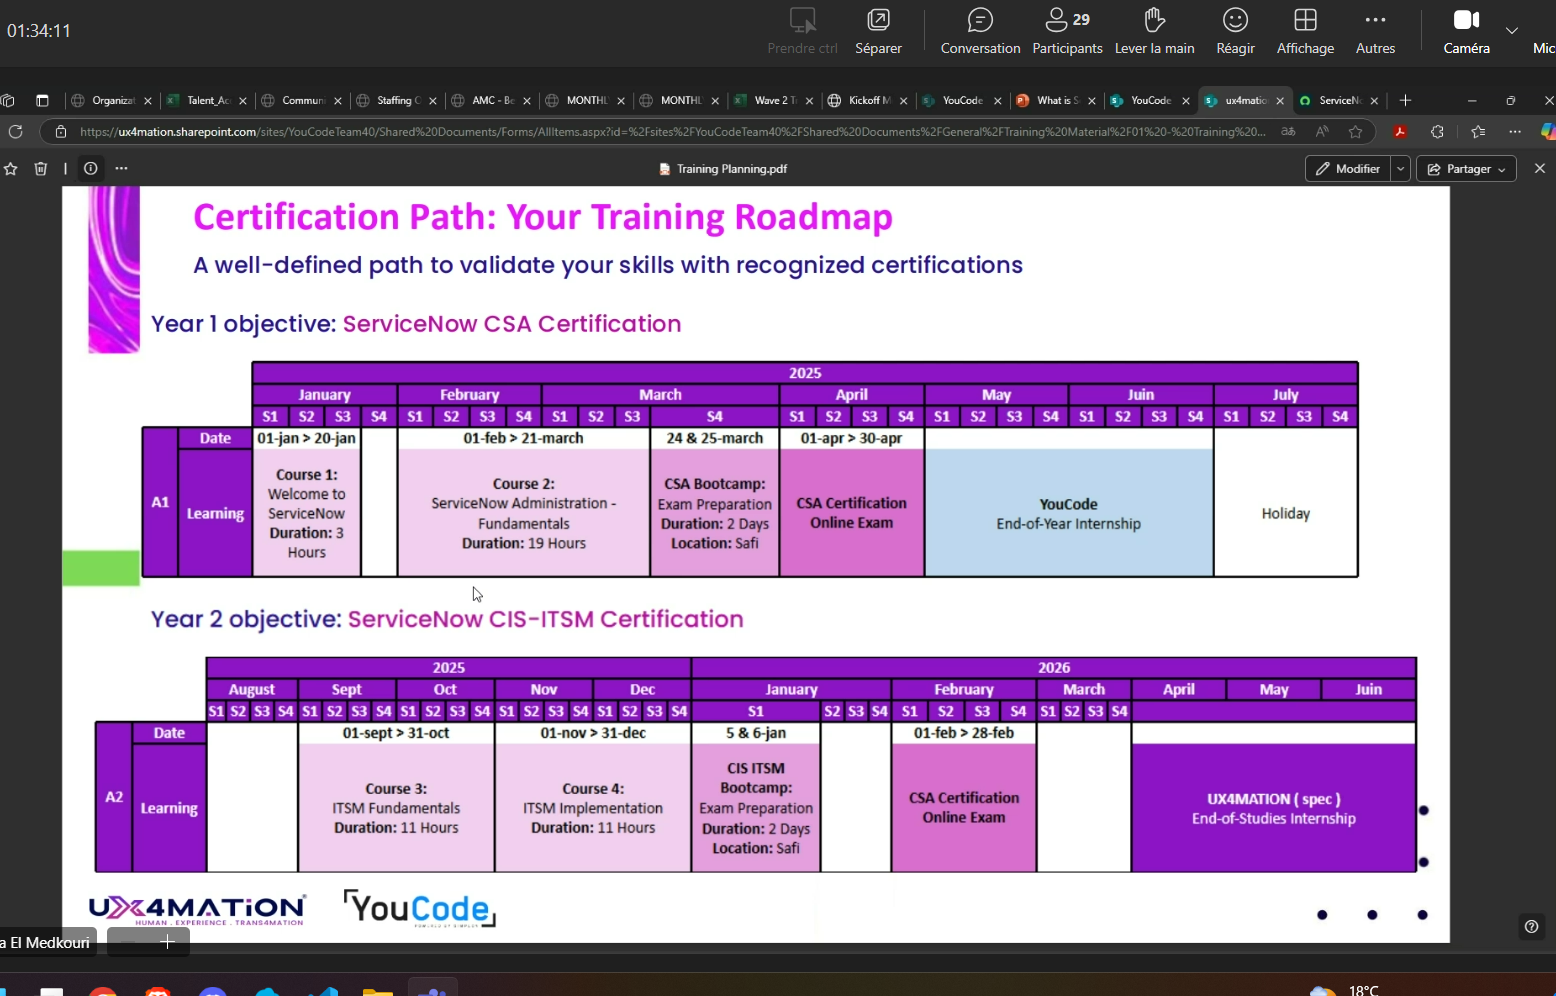 01:34:11
Prendre ctrl
Séparer
Conversation
29
Participants
Lever la main
Réagir
Affichage
Autres
Caméra
Mic
Organizat
Talent_Ac
Communi
Staffing
AMC - Be
MONTHL
MONTHL
Wave 2 T
Kickoff M
YouCode
What is S
YouCode
ux4matio
ServiceN
https://ux4mation.sharepoint.com/sites/YouCodeTeam40/Shared%20Documents/Forms/AllItems.aspx?id=%2Fsites%2FYouCodeTeam40%2FShared%20Documents%2FGeneral%2FTraining%20Material%2F01%20-%20Training%20...
Training Planning.pdf
Modifier
Partager
Certification Path: Your Training Roadmap
A well-defined path to validate your skills with recognized certifications
Year 1 objective: ServiceNow CSA Certification
2025
January February March April May Juin July
S1 S2 S3 S4 S1 S2 S3 S4 S1 S2 S3 S4 S1 S2 S3 S4 S1 S2 S3 S4 S1 S2 S3 S4 S1 S2 S3 S4
Date 01-jan > 20-jan 01-feb > 21-march 24 & 25-march 01-apr > 30-apr
A1
Learning
Course 1:
Welcome to
ServiceNow
Duration: 3
Hours
Course 2:
ServiceNow Administration -
Fundamentals
Duration: 19 Hours
CSA Bootcamp:
Exam Preparation
Duration: 2 Days
Location: Safi
CSA Certification
Online Exam
YouCode
End-of-Year Internship
Holiday
Year 2 objective: ServiceNow CIS-ITSM Certification
2025 2026
August Sept Oct Nov Dec January February March April May Juin
S1 S2 S3 S4 S1 S2 S3 S4 S1 S2 S3 S4 S1 S2 S3 S4 S1 S2 S3 S4 S1 S2 S3 S4 S1 S2 S3 S4 S1 S2 S3 S4
Date 01-sept > 31-oct 01-nov > 31-dec 5 & 6-jan 01-feb > 28-feb
A2
Learning
Course 3:
ITSM Fundamentals
Duration: 11 Hours
Course 4:
ITSM Implementation
Duration: 11 Hours
CIS ITSM
Bootcamp:
Exam Preparation
Duration: 2 Days
Location: Safi
CSA Certification
Online Exam
UX4MATION ( spec )
End-of-Studies Internship
UX4MATiON
HUMAN . EXPERIENCE . TRANS4MATION
YouCode
a El Medkouri
18°C